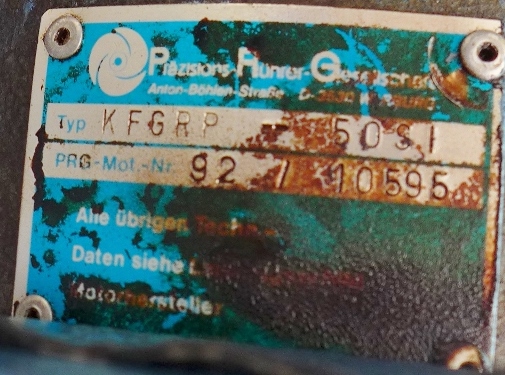 Präzisions-Rührer-Gesellschaft
Anton-Böhlen-Straße D-3530
Typ KFGRP - 50SI
PRG-Mot.-Nr. 92 / 10595
Alle übrigen
Daten siehe
Motorhersteller